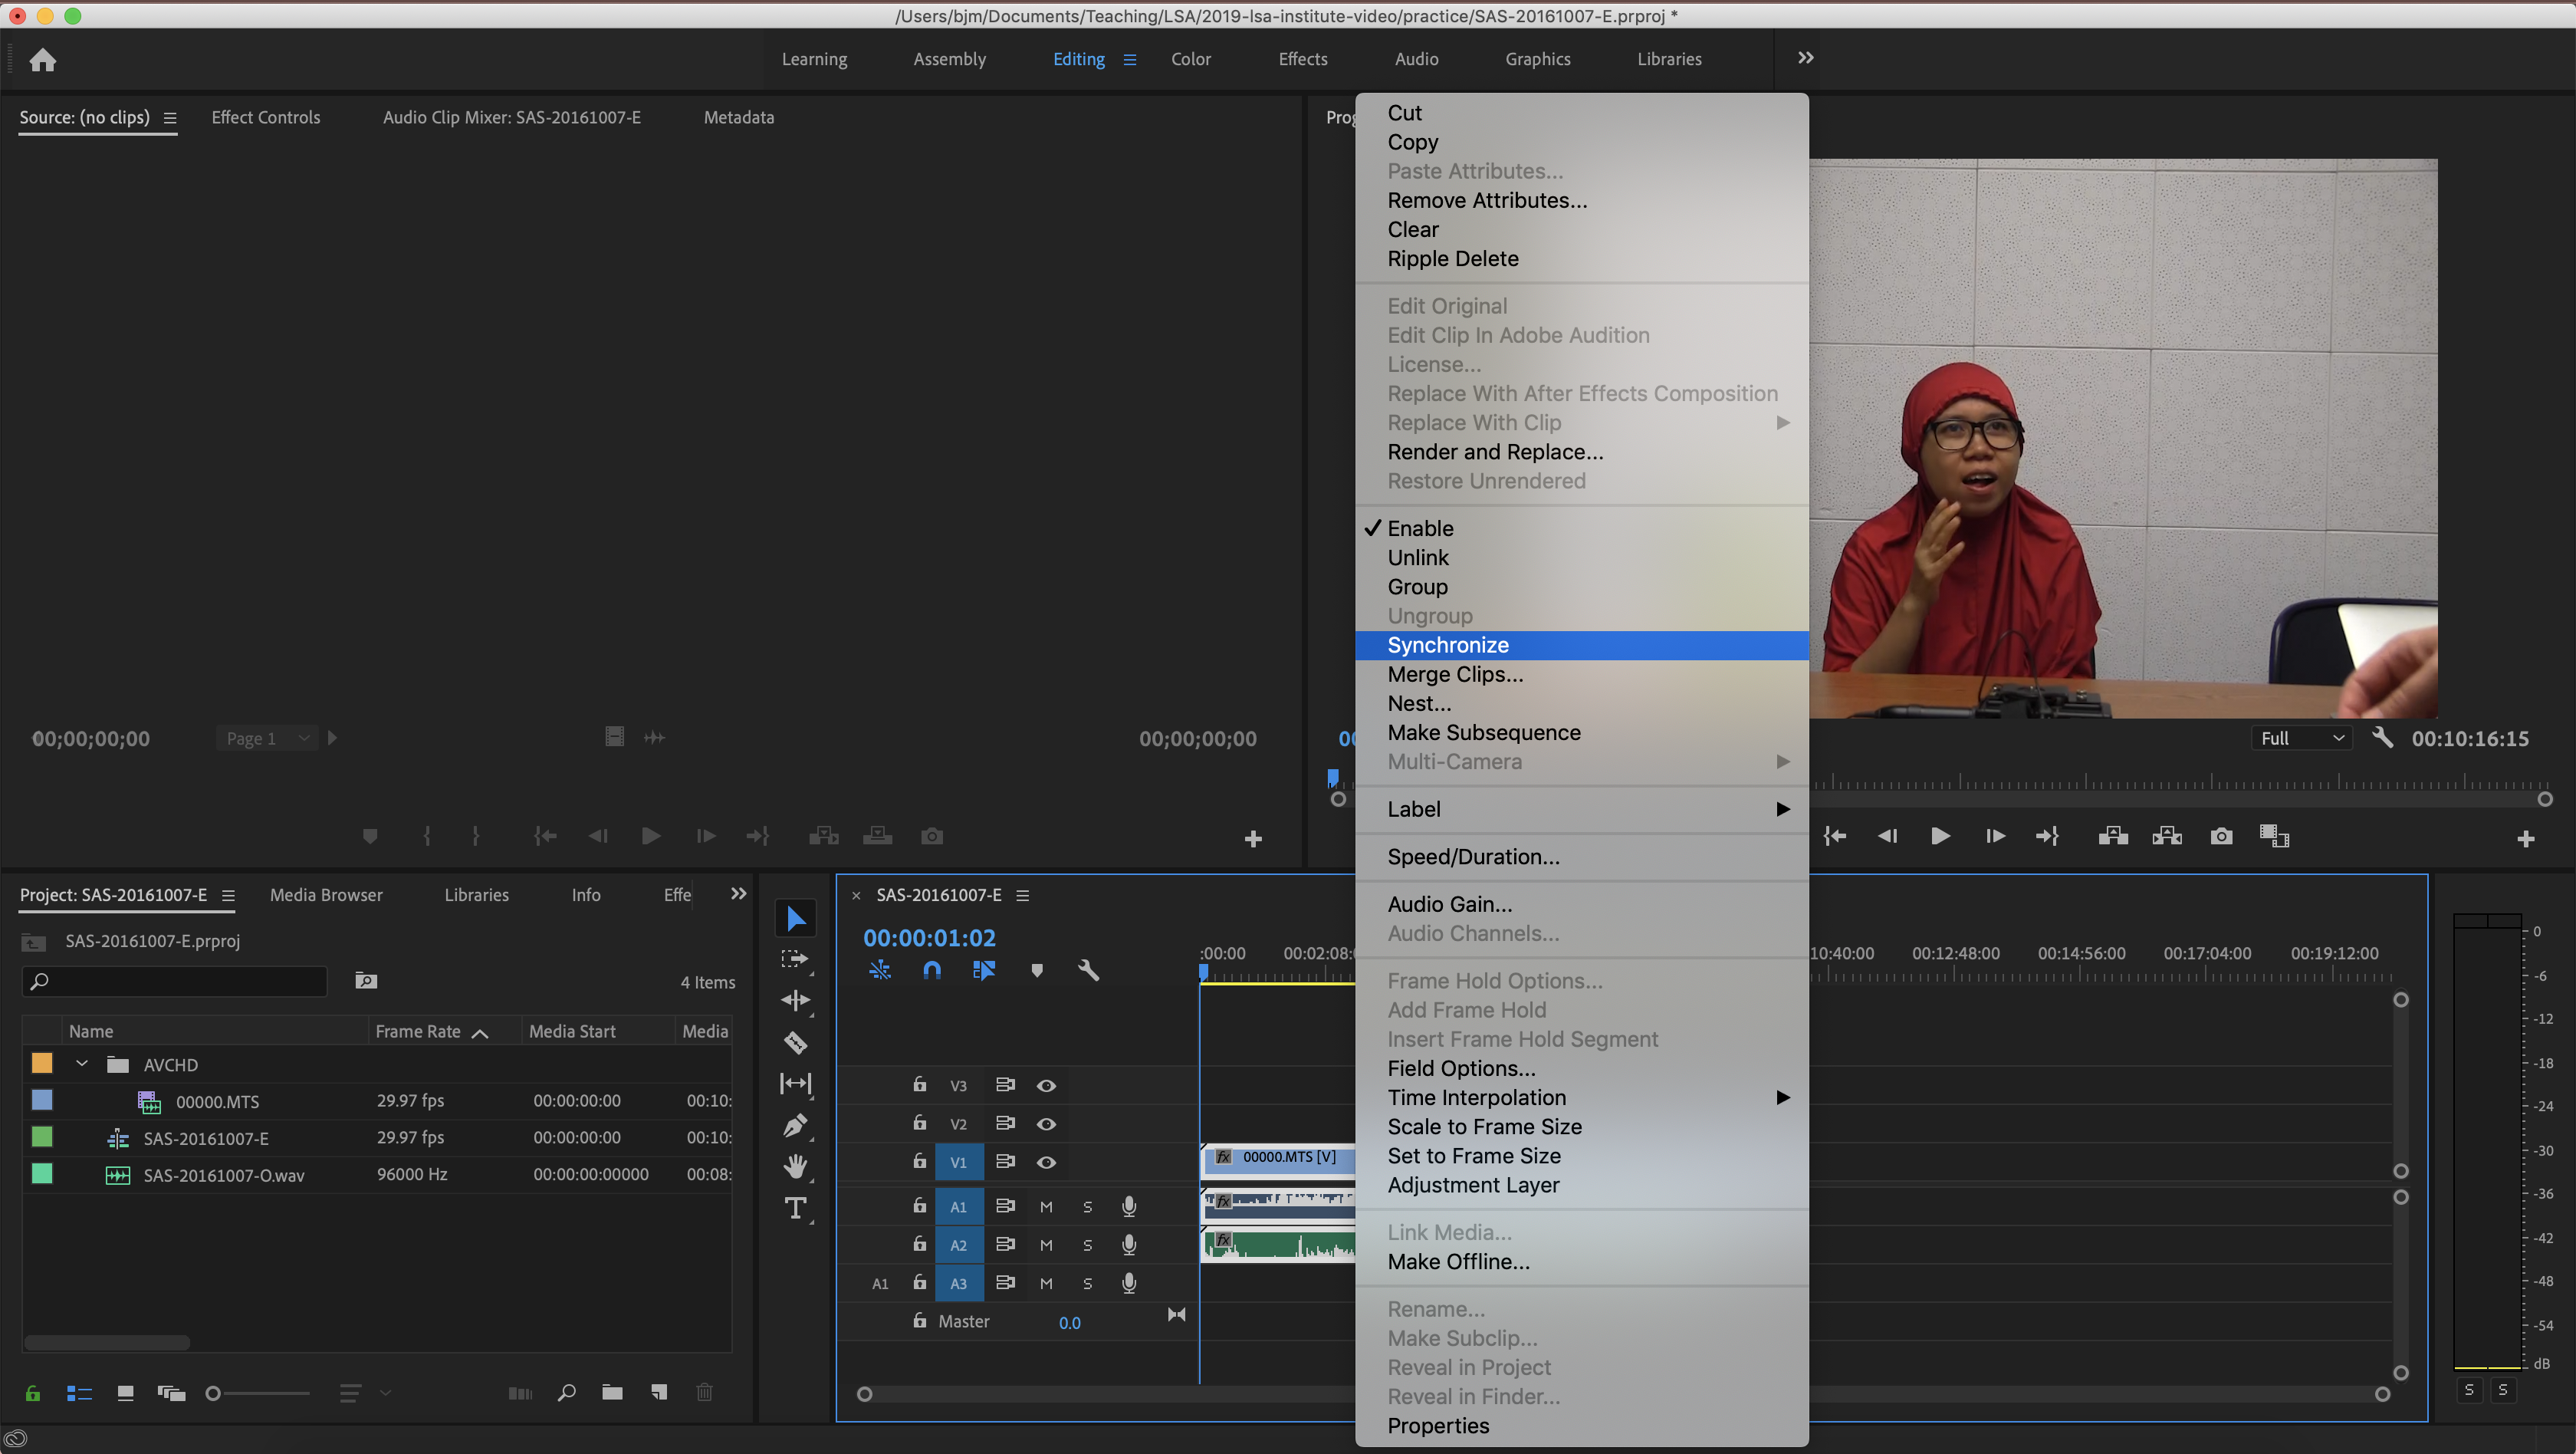 /Users/bjm/Documents/Teaching/LSA/2019-lsa-institute-video/practice/SAS-20161007-E.prproj *
Learning Assembly Editing Color Effects Audio Graphics Libraries
Source: (no clips) Effect Controls Audio Clip Mixer: SAS-20161007-E Metadata
00;00;00;00 Page 1 00;00;00;00
Cut
Copy
Paste Attributes...
Remove Attributes...
Clear
Ripple Delete
Edit Original
Edit Clip In Adobe Audition
License...
Replace With After Effects Composition
Replace With Clip
Render and Replace...
Restore Unrendered
Enable
Unlink
Group
Ungroup
Synchronize
Merge Clips...
Nest...
Make Subsequence
Multi-Camera
Label
Speed/Duration...
Audio Gain...
Audio Channels...
Frame Hold Options...
Add Frame Hold
Insert Frame Hold Segment
Field Options...
Time Interpolation
Scale to Frame Size
Set to Frame Size
Adjustment Layer
Link Media...
Make Offline...
Rename...
Make Subclip...
Reveal in Project
Reveal in Finder...
Properties
Full 00:10:16:15
Project: SAS-20161007-E Media Browser Libraries Info Effe
SAS-20161007-E.prproj
4 Items
Name Frame Rate Media Start Media
AVCHD
00000.MTS 29.97 fps 00:00:00:00 00:10:
SAS-20161007-E 29.97 fps 00:00:00:00 00:10:
SAS-20161007-O.wav 96000 Hz 00:00:00:00000 00:08:
SAS-20161007-E
00:00:01:02
:00:00 00:02:08:0 10:40:00 00:12:48:00 00:14:56:00 00:17:04:00 00:19:12:00
V3
V2
V1 fx 00000.MTS [V]
A1 M S fx
A2 M S fx
A1 A3 M S
Master 0.0
0
-6
-12
-18
-24
-30
-36
-42
-48
-54
dB
S S